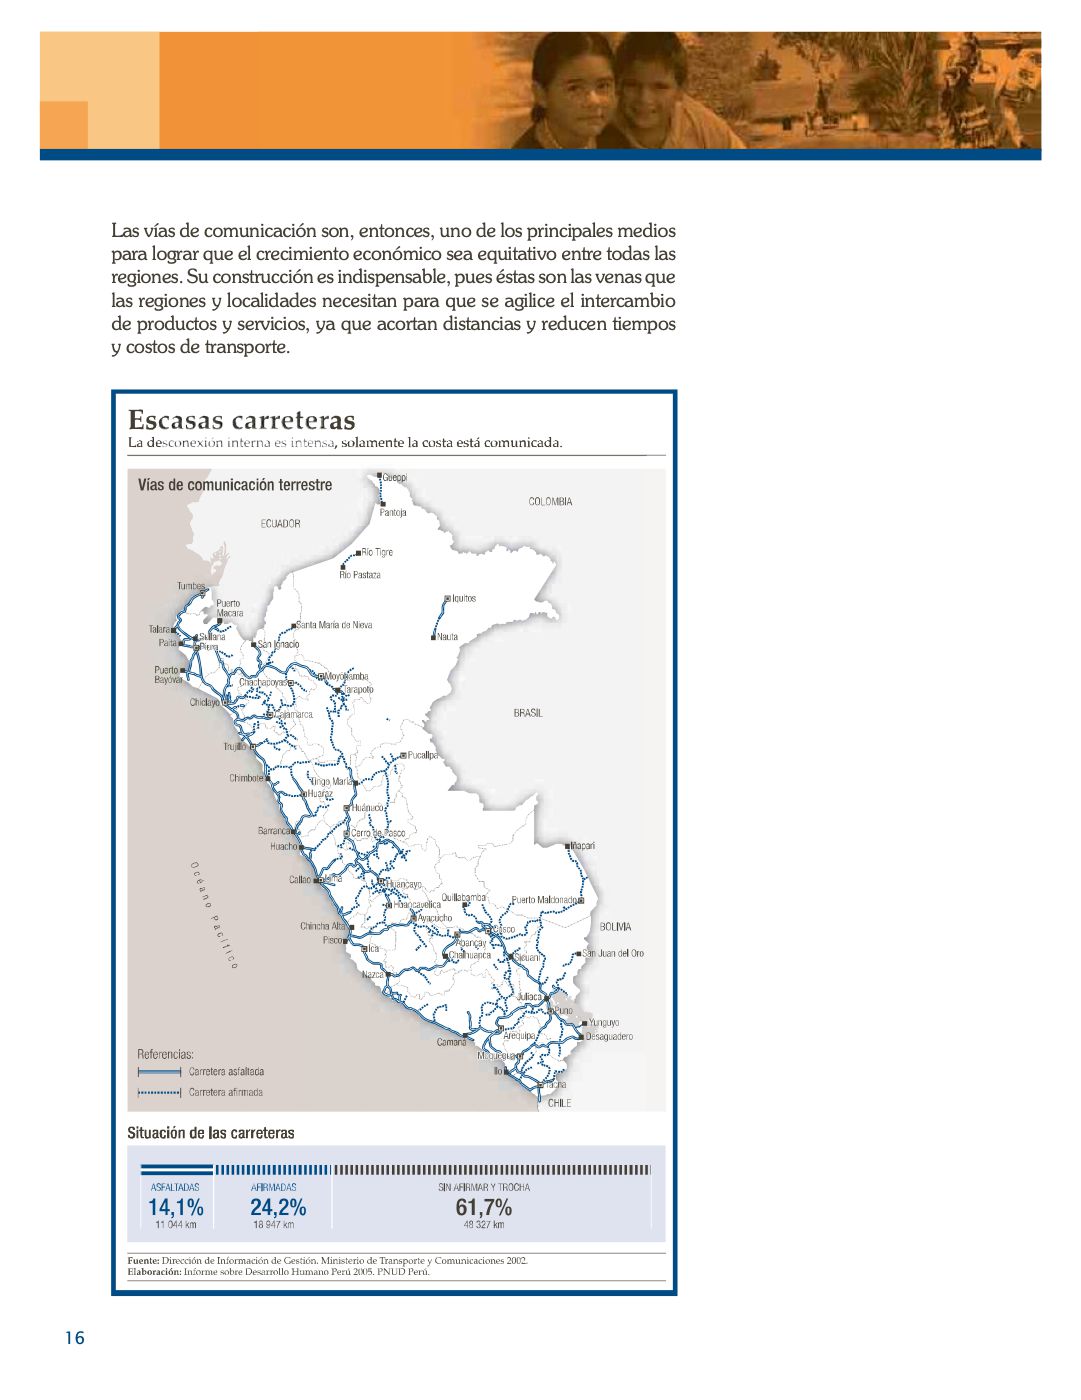 Las vías de comunicación son, entonces, uno de los principales medios
para lograr que el crecimiento económico sea equitativo entre todas las
regiones. Su construcción es indispensable, pues éstas son las venas que
las regiones y localidades necesitan para que se agilice el intercambio
de productos y servicios, ya que acortan distancias y reducen tiempos
y costos de transporte.
Escasas carreteras
La desconexión interna es intensa, solamente la costa está comunicada.
Vías de comunicación terrestre
Gueppi
COLOMBIA
Pantoja
ECUADOR
Río Tigre
Río Pastaza
Tumbes
Iquitos
Puerto
Macara
Santa María de Nieva
Talara
Sullana
Nauta
Paita
Piura
San Ignacio
Puerto
Bayóvar
Moyobamba
Chachapoyas
Tarapoto
Chiclayo
Cajamarca
BRASIL
Trujillo
Pucallpa
Chimbote
Tingo María
Huaraz
Huánuco
Barranca
Cerro de Pasco
Huacho
Iñapari
Océano Pacífico
Callao
Lima
Huancayo
Quillabamba
Puerto Maldonado
Huancavelica
Ayacucho
Chincha Alta
Cusco
BOLIVIA
Pisco
Abancay
Ica
Chalhuanca
Sicuani
San Juan del Oro
Nazca
Juliaca
Puno
Yunguyo
Arequipa
Desaguadero
Camaná
Moquegua
Ilo
Tacna
CHILE
Referencias:
Carretera asfaltada
Carretera afirmada
Situación de las carreteras
ASFALTADAS AFIRMADAS SIN AFIRMAR Y TROCHA
14,1% 24,2% 61,7%
11 044 km 18 947 km 48 327 km
Fuente: Dirección de Información de Gestión. Ministerio de Transporte y Comunicaciones 2002.
Elaboración: Informe sobre Desarrollo Humano Perú 2005. PNUD Perú.
16